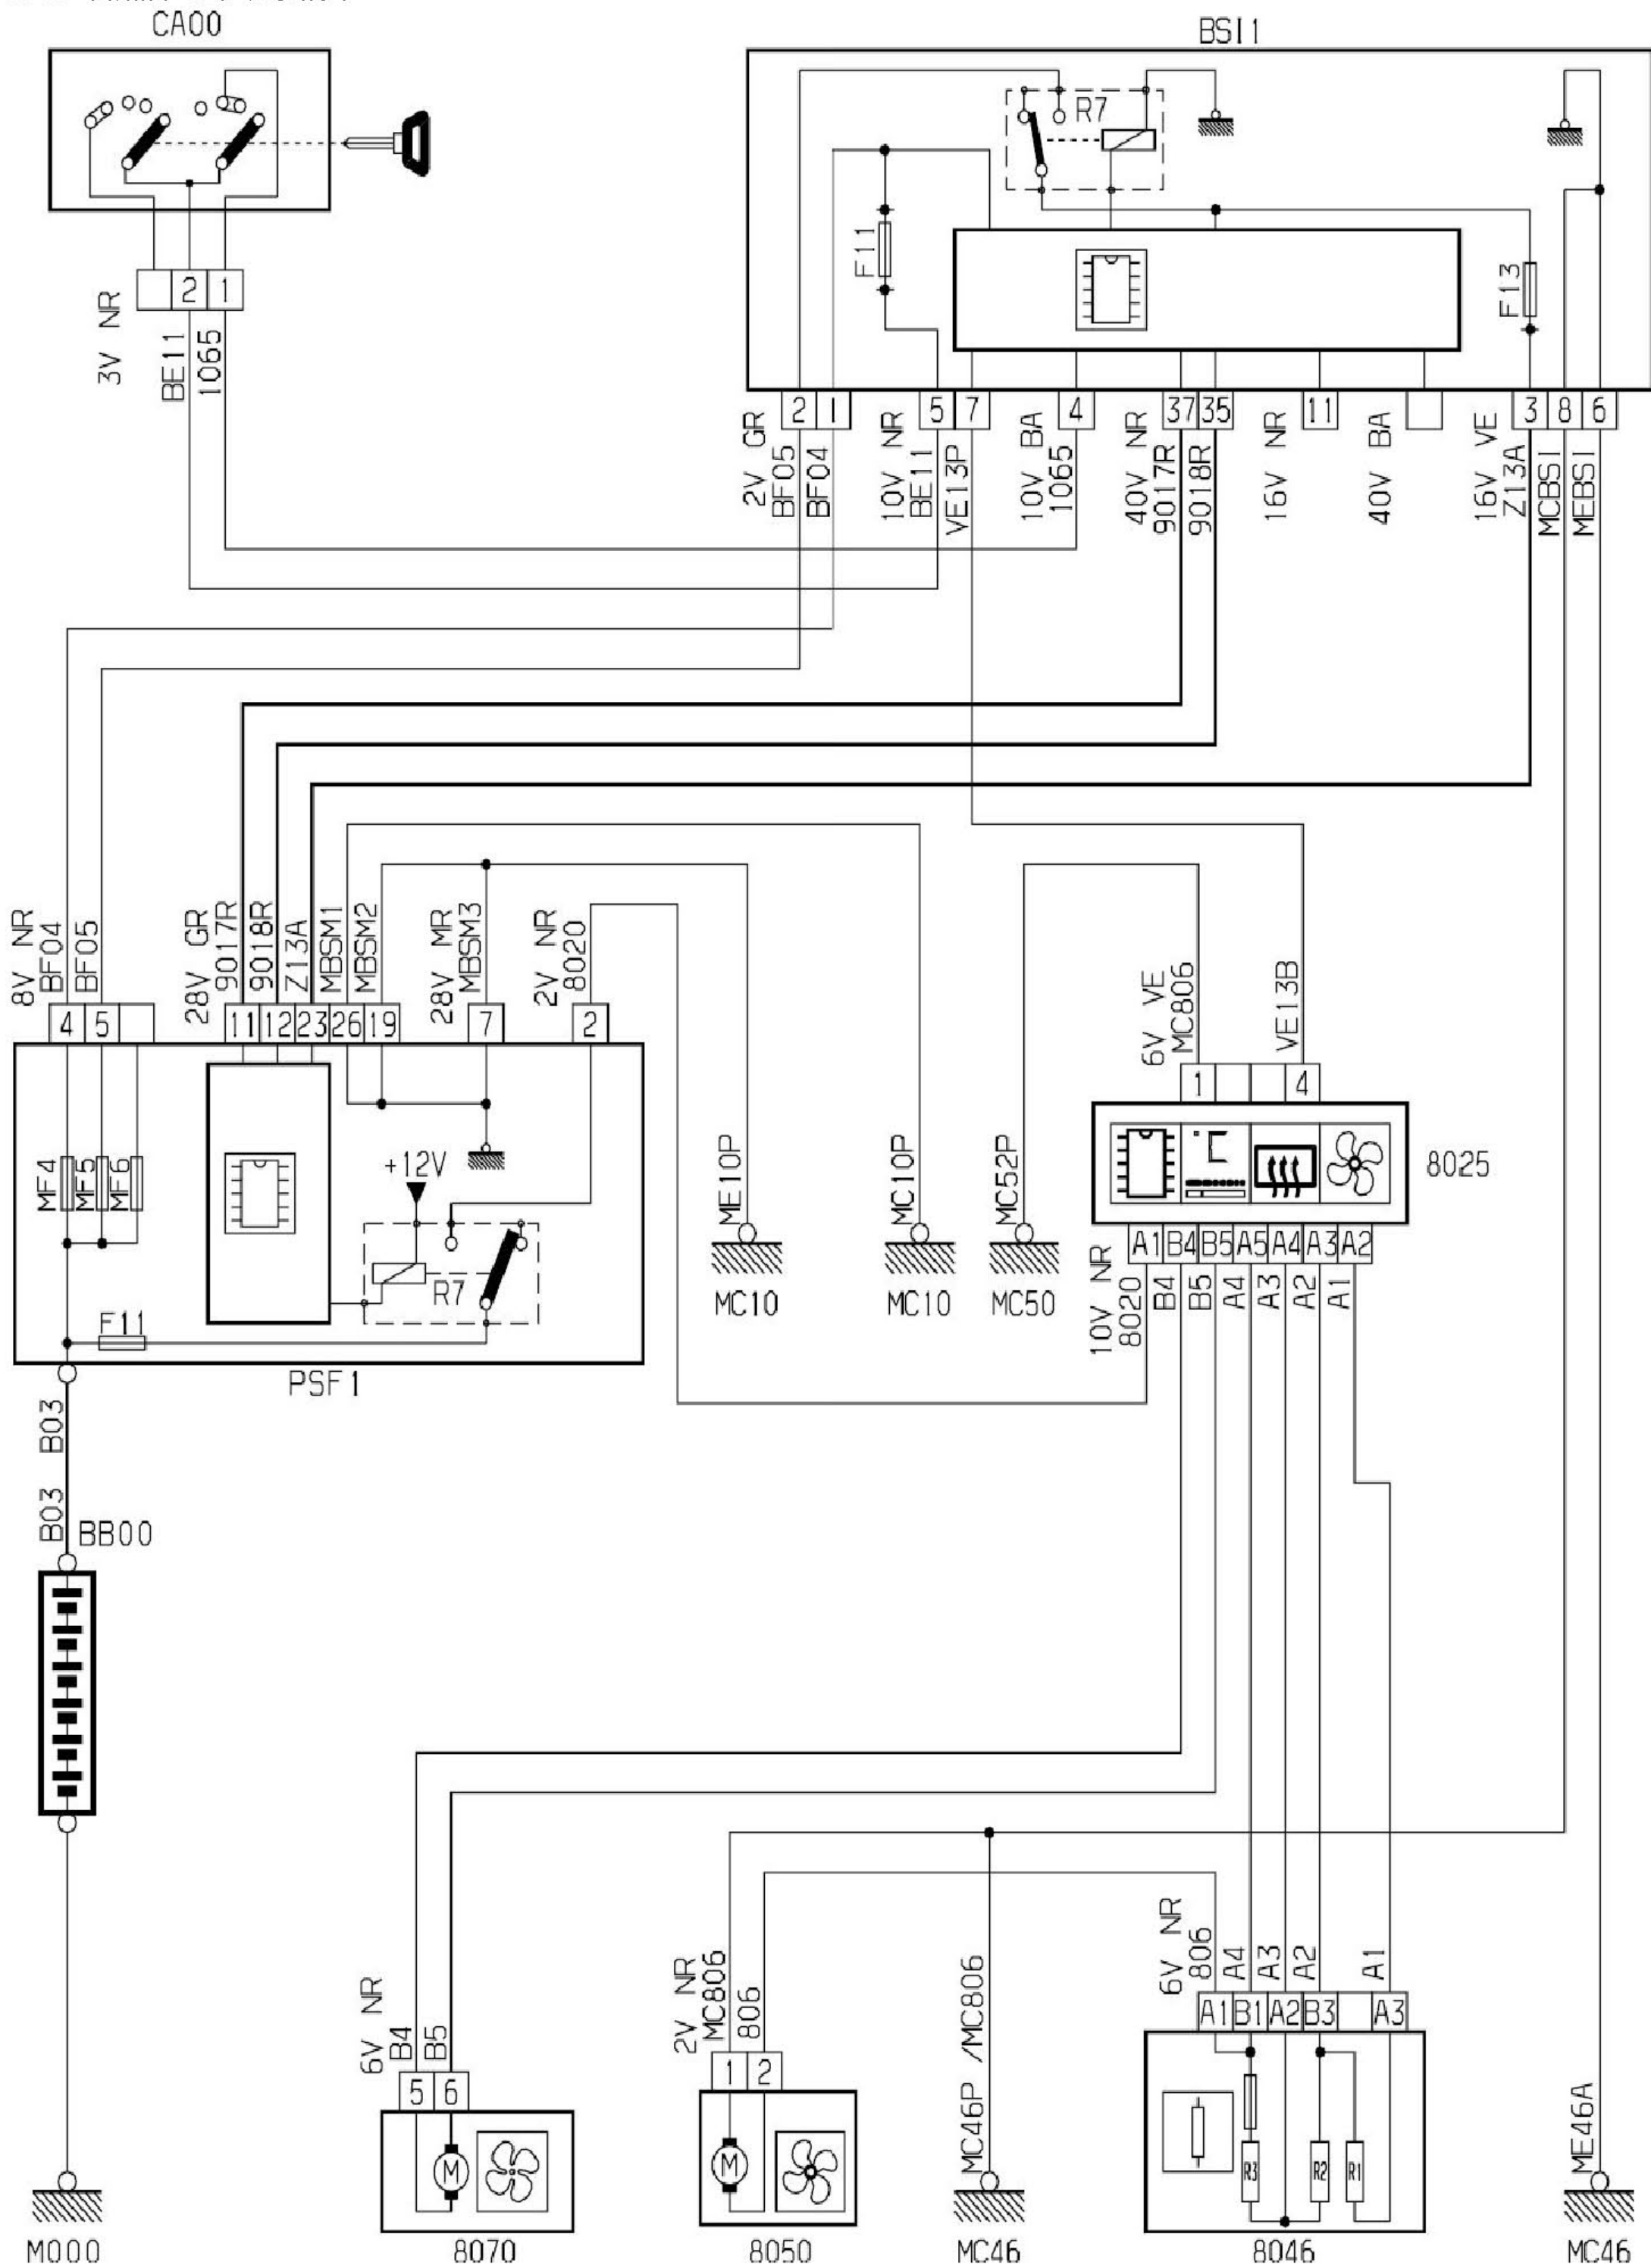 CA00
BSI1
R7
F11
F13
2 1
3V NR
BE11
1065
2 1 5 7 4 37 35 11 3 8 6
2V GR
BF05
BF04
10V NR
BE11
VE13P
10V BA
1065
40V NR
9017R
9018R
16V NR
40V BA
16V VE
Z13A
MCBSI
MEBSI
8V NR
BF04
BF05
28V GR
9017R
9018R
Z13A
MBSM1
MBSM2
28V MR
MBSM3
2V NR
8020
4 5 11 12 23 26 19 7 2
6V VE
MC806
VE13B
1 4
MF4
MF5
MF6
+12V
R7
F11
PSF1
ME10P
MC10P
MC52P
MC10
MC10
MC50
8025
A1 B4 B5 A5 A4 A3 A2
10V NR
8020
B4
B5
A4
A3
A2
A1
B03
B03
BB00
6V NR
B4
B5
2V NR
MC806
806
MC46P /MC806
6V NR
806
A4
A3
A2
A1
ME46A
5 6
1 2
A1 B1 A2 B3 A3
M
M
R3
R2
R1
M000
8070
8050
MC46
8046
MC46